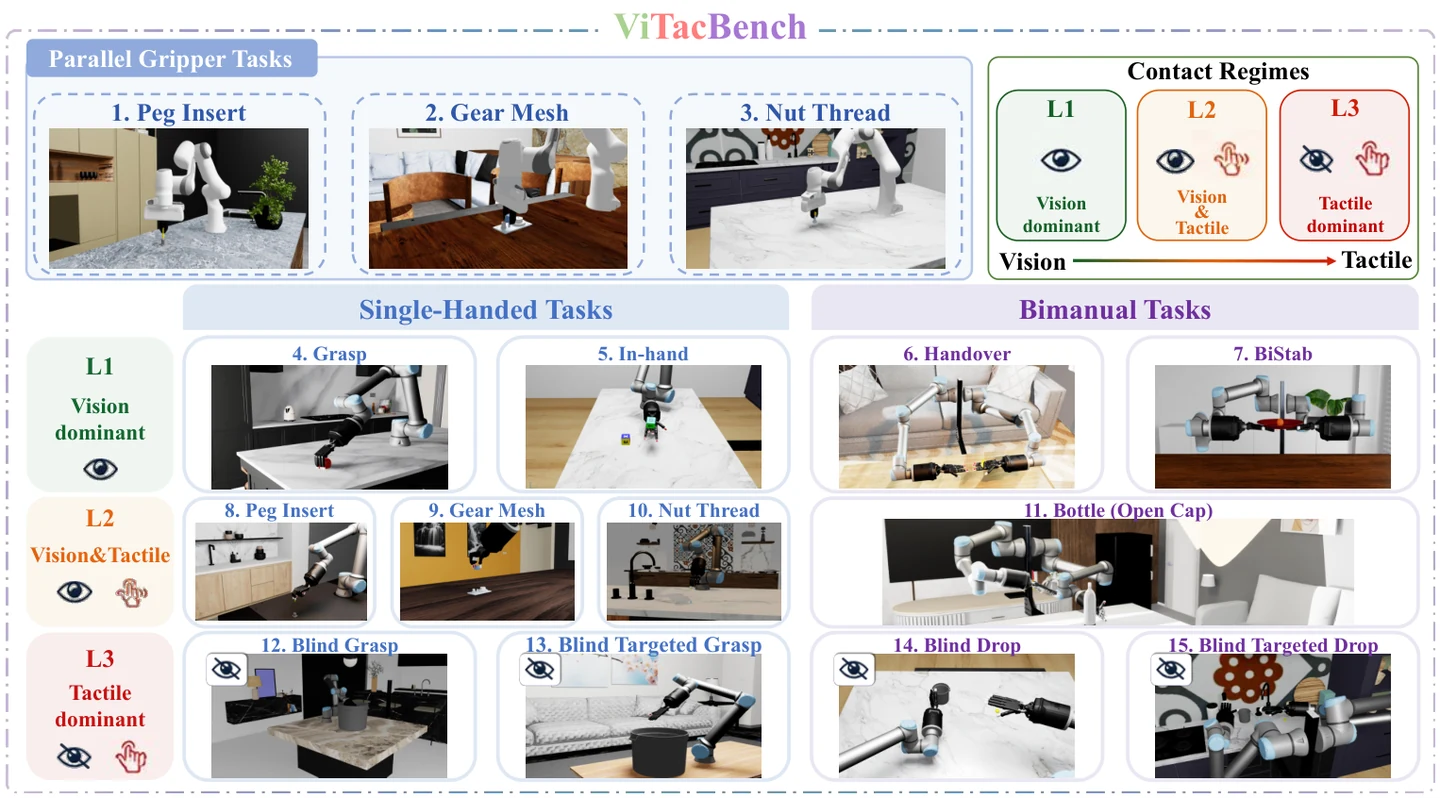 ViTacBench
Parallel Gripper Tasks
1. Peg Insert
2. Gear Mesh
3. Nut Thread
Contact Regimes
L1
Vision
dominant
L2
Vision
&
Tactile
L3
Tactile
dominant
Vision
Tactile
Single-Handed Tasks
Bimanual Tasks
L1
Vision
dominant
4. Grasp
5. In-hand
6. Handover
7. BiStab
L2
Vision&Tactile
8. Peg Insert
9. Gear Mesh
10. Nut Thread
11. Bottle (Open Cap)
L3
Tactile
dominant
12. Blind Grasp
13. Blind Targeted Grasp
14. Blind Drop
15. Blind Targeted Drop